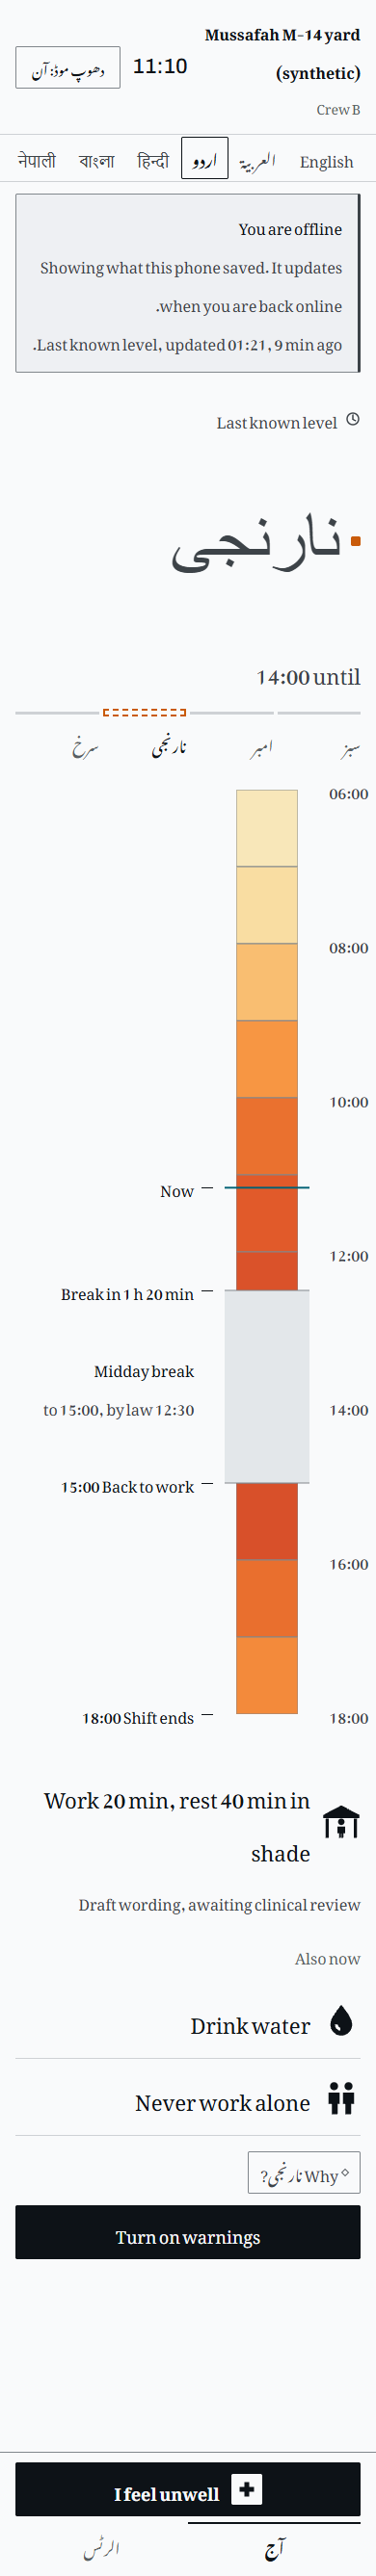 Mussafah M-14 yard
(synthetic)
Crew B
11:10
دھوپ موڈ: آن
English
العربية
اردو
हिन्दी
বাংলা
नेपाली
You are offline
Showing what this phone saved. It updates
when you are back online.
Last known level, updated 01:21, 9 min ago.
Last known level
نارنجی
14:00 until
سبز
امبر
نارنجی
سرخ
06:00
08:00
10:00
Now
12:00
Break in 1 h 20 min
Midday break
to 15:00, by law 12:30
14:00
15:00 Back to work
16:00
18:00 Shift ends
18:00
Work 20 min, rest 40 min in
shade
Draft wording, awaiting clinical review
Also now
Drink water
Never work alone
Why نارنجی?
Turn on warnings
I feel unwell
آج
الرٹس